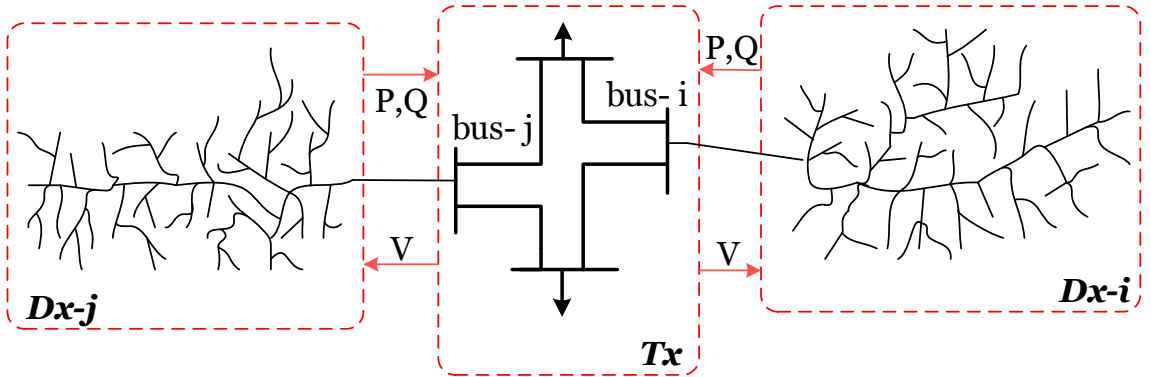 P,Q
bus- j
V
Dx-j
bus- i
Tx
P,Q
V
Dx-i